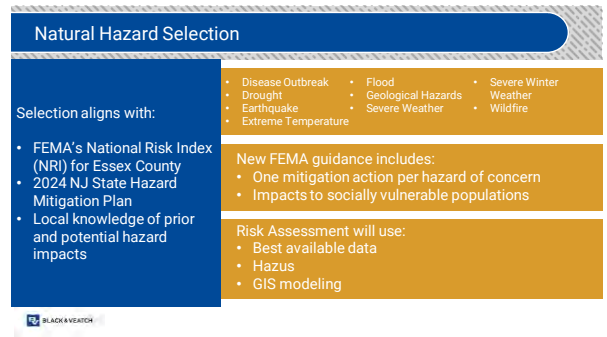 Natural Hazard Selection
Selection aligns with:
• FEMA's National Risk Index
(NRI) for Essex County
• 2024 NJ State Hazard
Mitigation Plan
• Local knowledge of prior
and potential hazard
impacts
• Disease Outbreak
• Drought
• Earthquake
• Extreme Temperature
• Flood
• Geological Hazards
• Severe Weather
• Severe Winter
Weather
• Wildfire
New FEMA guidance includes:
• One mitigation action per hazard of concern
• Impacts to socially vulnerable populations
Risk Assessment will use:
• Best available data
• Hazus
• GIS modeling
BLACK & VEATCH